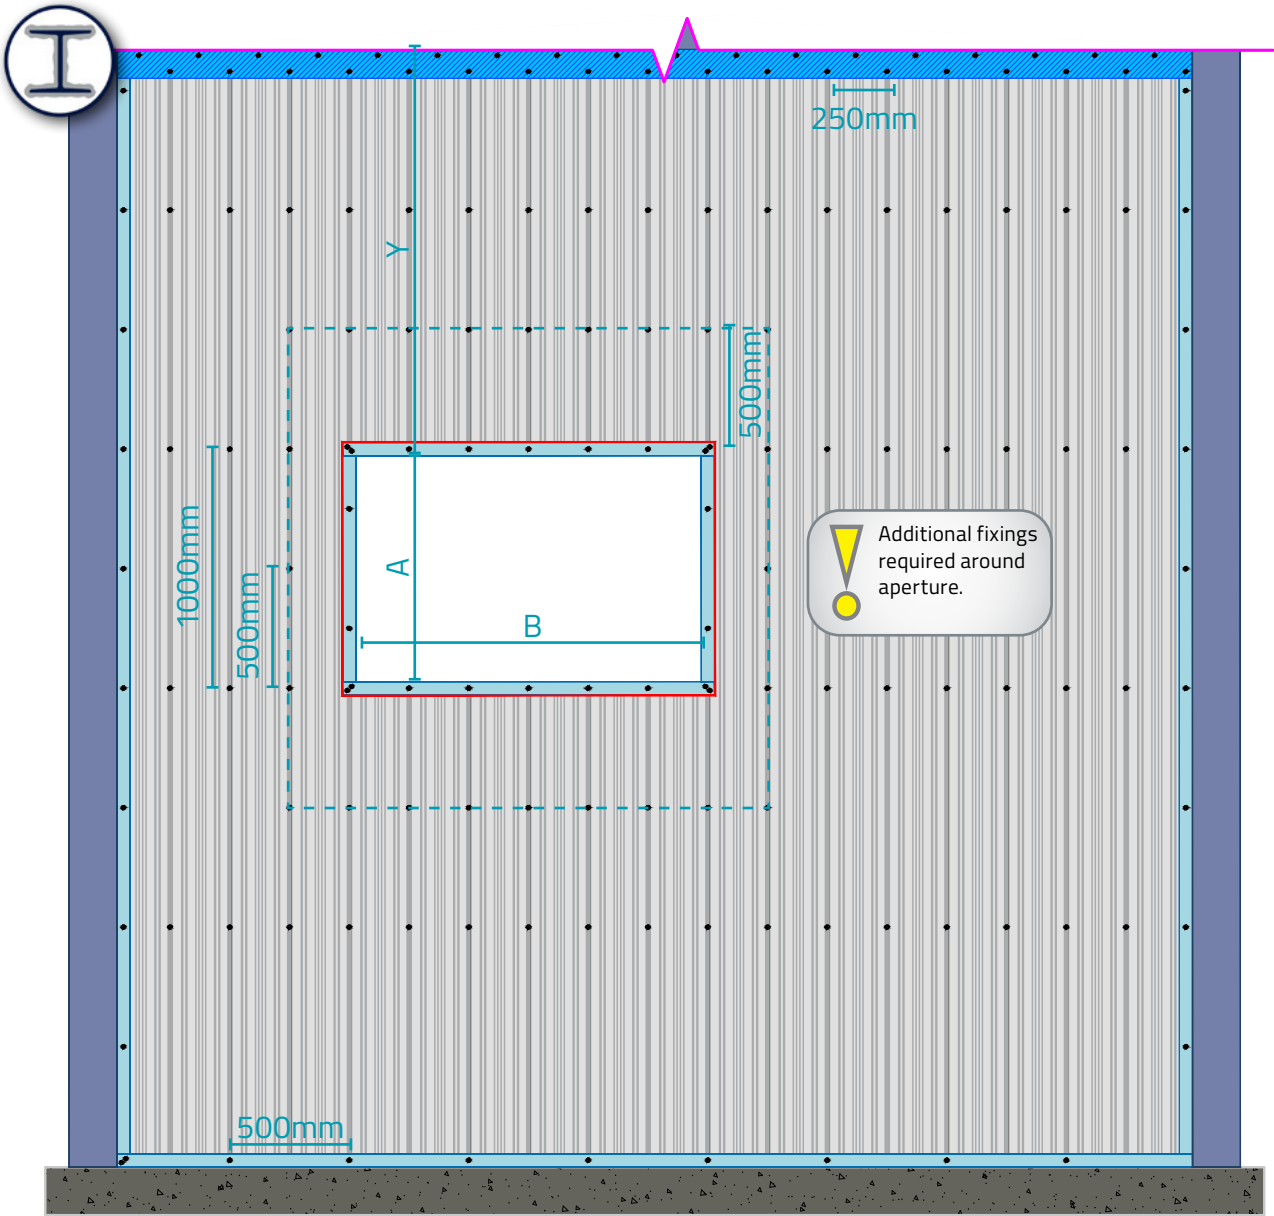 250mm
Y
500mm
1000mm
500mm
A
B
Additional fixings
required around
aperture.
500mm